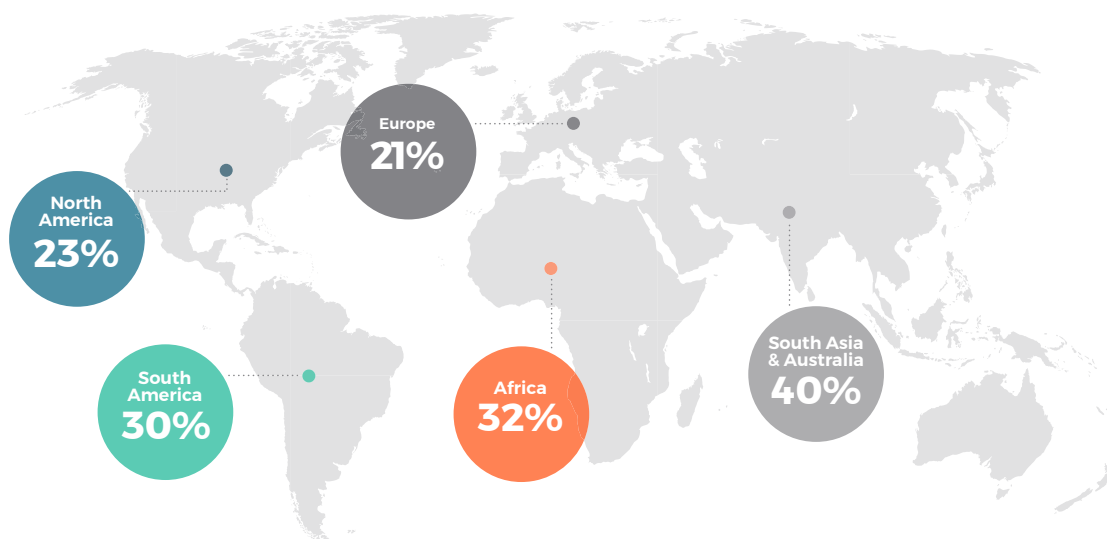 Europe
21%
North
America
23%
South
America
30%
Africa
32%
South Asia
& Australia
40%